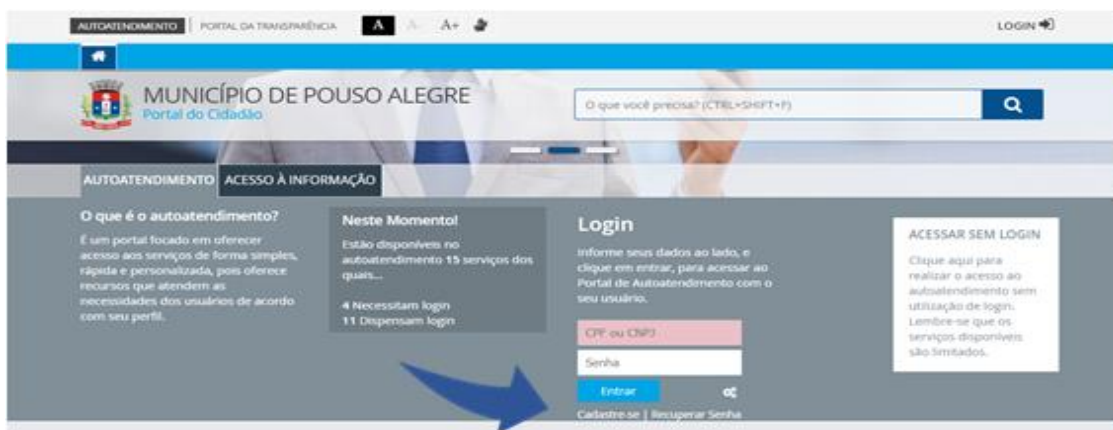 AUTOATENDIMENTO | PORTAL DA TRANSPARÊNCIA A A- A+ LOGIN
MUNICÍPIO DE POUSO ALEGRE
Portal do Cidadão
O que você precisa? (CTRL+SHIFT+F)
AUTOATENDIMENTO ACESSO À INFORMAÇÃO
O que é o autoatendimento?
É um portal focado em oferecer
acesso aos serviços de forma simples,
rápida e personalizada, pois oferece
recursos que atendem as
necessidades dos usuários de acordo
com seu perfil.
Neste Momento!
Estão disponíveis no
autoatendimento 15 serviços dos
quais...
4 Necessitam login
11 Dispensam login
Login
Informe seus dados ao lado, e
clique em entrar, para acessar ao
Portal de Autoatendimento com o
seu usuário.
CPF ou CNPJ
Senha
Entrar
Cadastre-se | Recuperar Senha
ACESSAR SEM LOGIN
Clique aqui para
realizar o acesso ao
autoatendimento sem
utilização de login.
Lembre-se que os
serviços disponíveis
são limitados.